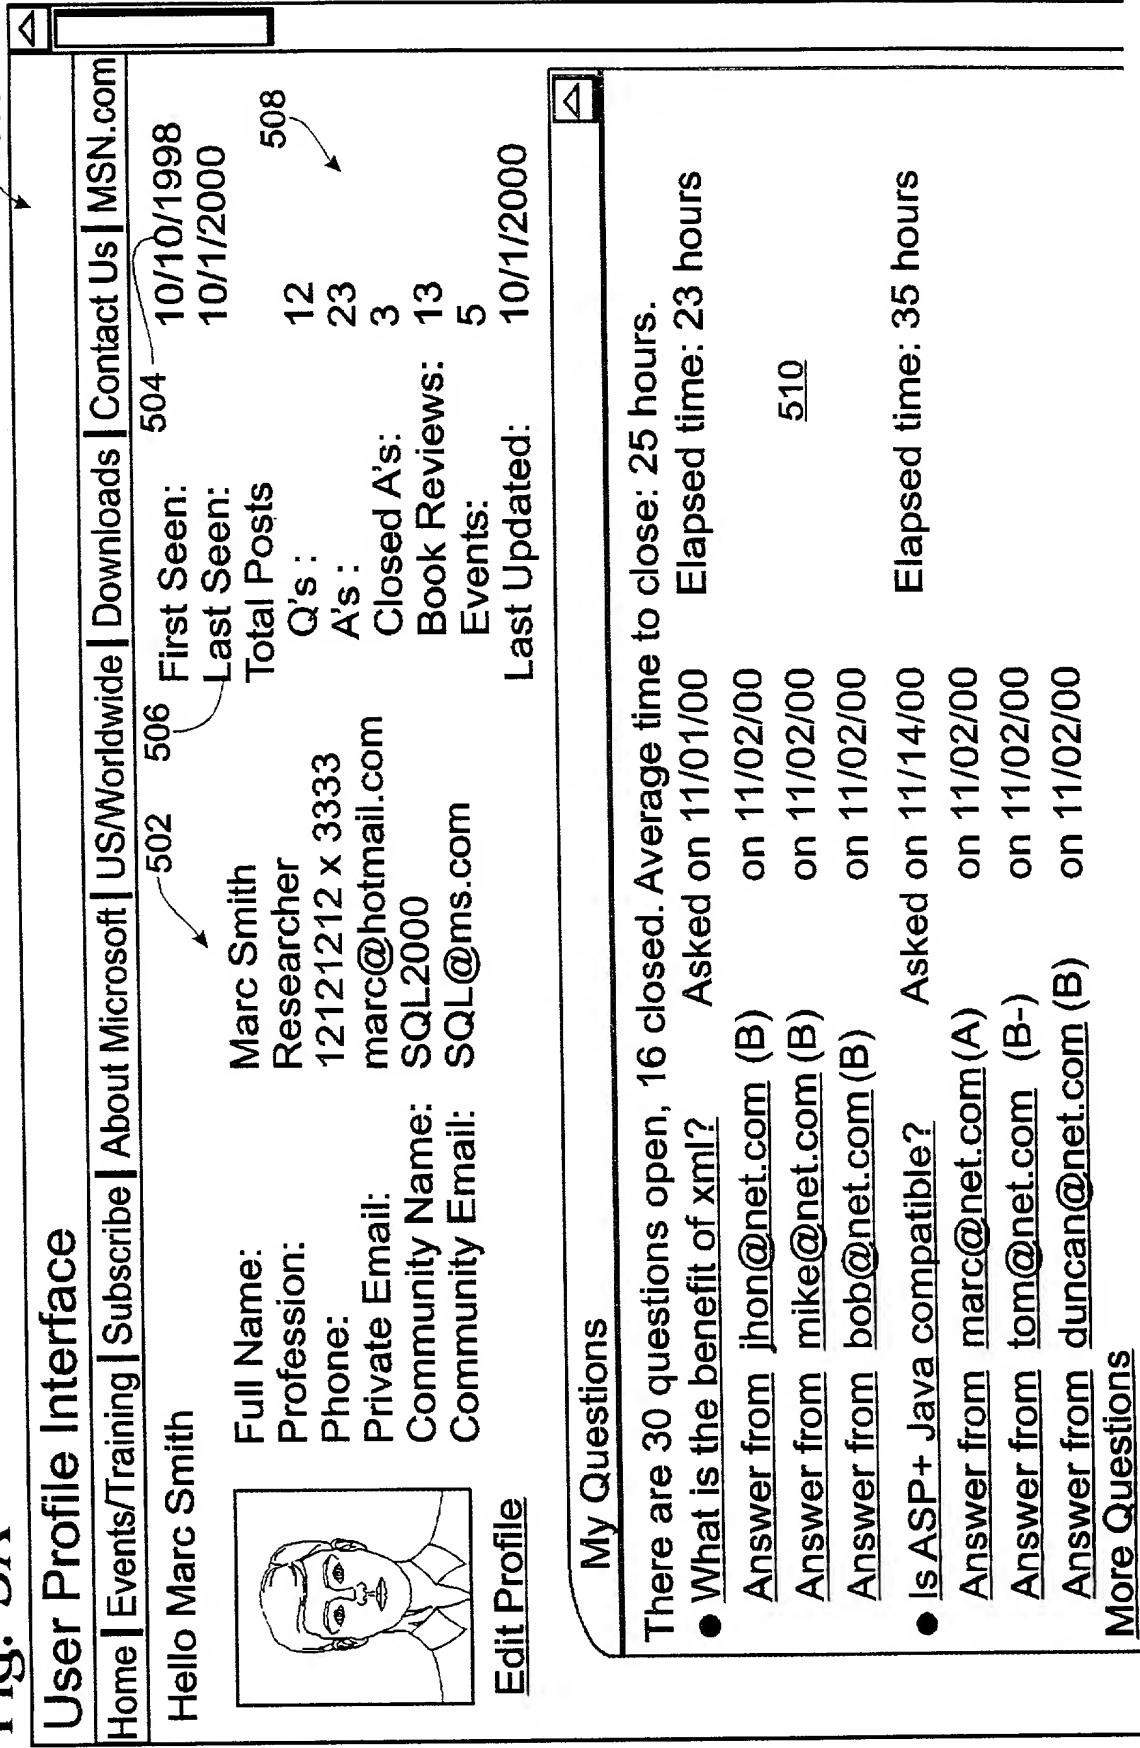 User Profile Interface
Home | Events/Training | Subscribe | About Microsoft | US/Worldwide | Downloads | Contact Us | MSN.com
Hello Marc Smith
502
506
504
508
Full Name: Marc Smith
Profession: Researcher
Phone: 12121212 x 3333
Private Email: marc@hotmail.com
Community Name: SQL2000
Community Email: SQL@ms.com
Edit Profile
First Seen: 10/10/1998
Last Seen: 10/1/2000
Total Posts
Q's : 12
A's : 23
Closed A's: 3
Book Reviews: 13
Events: 5
Last Updated: 10/1/2000
My Questions
There are 30 questions open, 16 closed. Average time to close: 25 hours.
● What is the benefit of xml? Asked on 11/01/00 Elapsed time: 23 hours
Answer from jhon@net.com (B) on 11/02/00
Answer from mike@net.com (B) on 11/02/00
510
Answer from bob@net.com (B) on 11/02/00
● Is ASP+ Java compatible? Asked on 11/14/00 Elapsed time: 35 hours
Answer from marc@net.com (A) on 11/02/00
Answer from tom@net.com (B-) on 11/02/00
Answer from duncan@net.com (B) on 11/02/00
More Questions